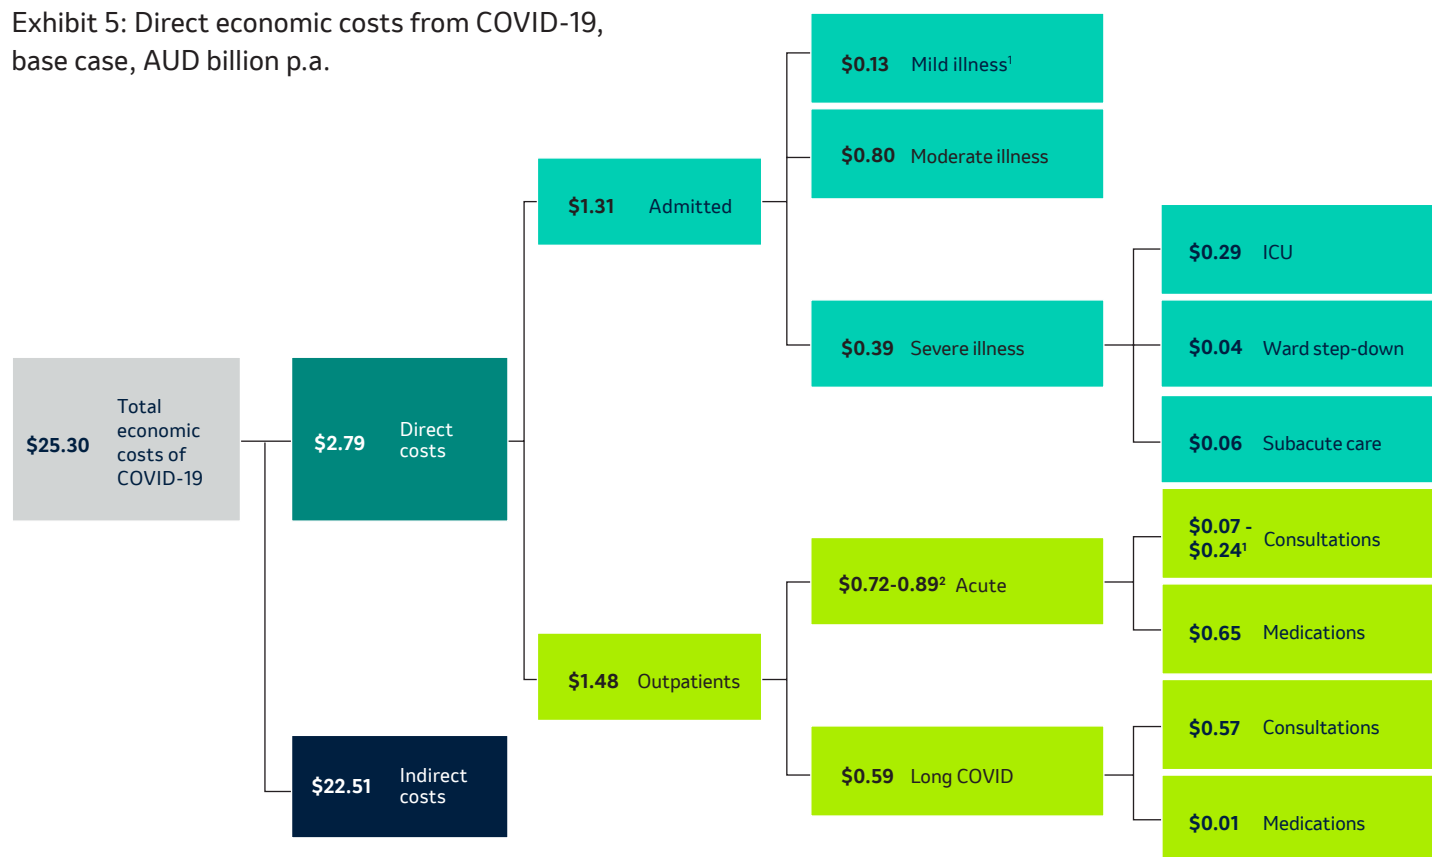 Exhibit 5: Direct economic costs from COVID-19,
base case, AUD billion p.a.
$25.30
Total
economic
costs of
COVID-19
$2.79
Direct
costs
$22.51
Indirect
costs
$1.31 Admitted
$1.48 Outpatients
$0.13 Mild illness¹
$0.80 Moderate illness
$0.39 Severe illness
$0.72-0.89² Acute
$0.59 Long COVID
$0.29 ICU
$0.04 Ward step-down
$0.06 Subacute care
$0.07 -
$0.24¹
Consultations
$0.65 Medications
$0.57 Consultations
$0.01 Medications